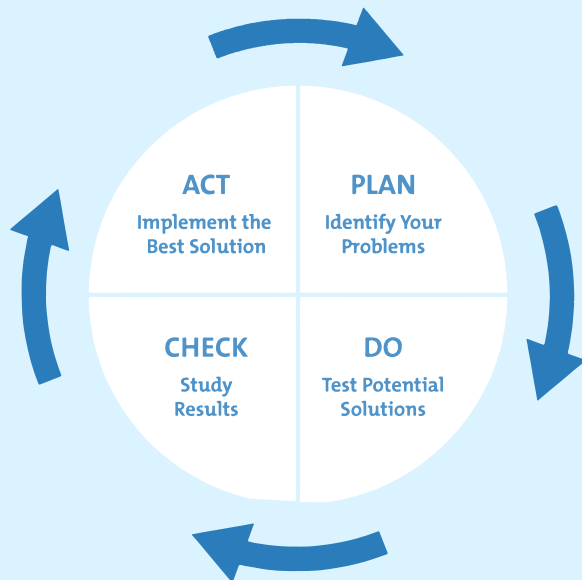 ACT
Implement the
Best Solution
PLAN
Identify Your
Problems
CHECK
Study
Results
DO
Test Potential
Solutions